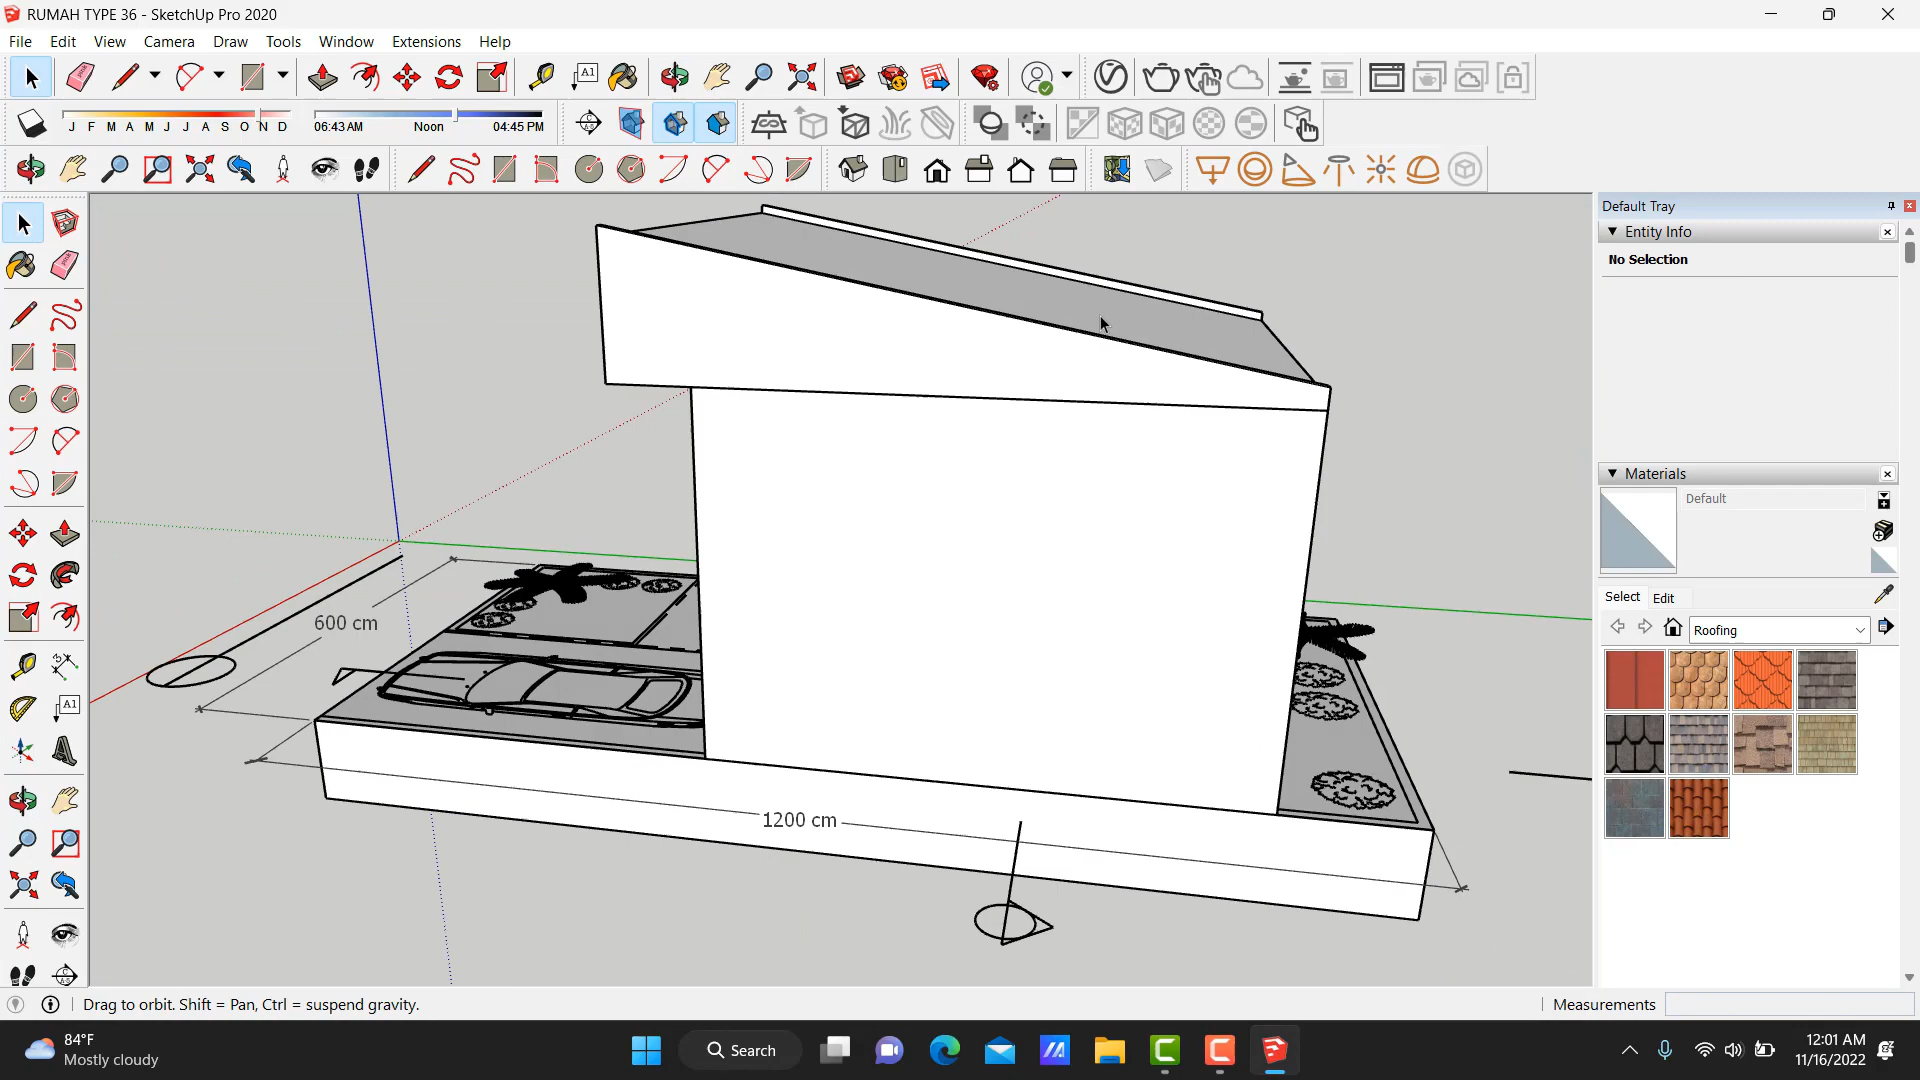 RUMAH TYPE 36 - SketchUp Pro 2020
File Edit View Camera Draw Tools Window Extensions Help
A1
J F M A M J J A S O N D 06:43 AM Noon 04:45 PM
Default Tray
Entity Info
No Selection
Materials
Default
Select Edit
Roofing
A1
600 cm
1200 cm
Drag to orbit. Shift = Pan, Ctrl = suspend gravity.
Measurements
84°F
Mostly cloudy
Search
12:01 AM
11/16/2022